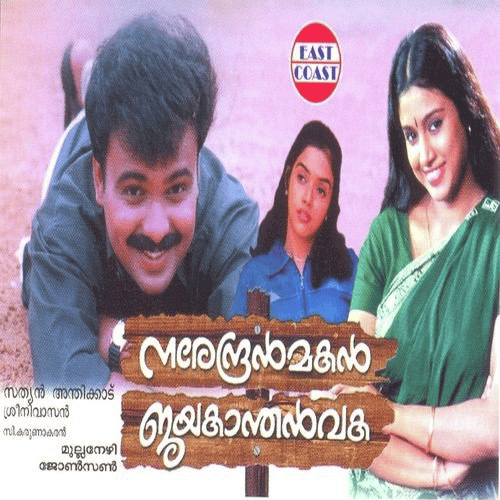 EAST
COAST
നരേന്ദ്രൻമകൻ
ജയകാന്തൻവക
സത്യൻ അന്തിക്കാട്
ശ്രീനിവാസൻ
സി.കരുണാകരൻ
മുല്ലനേഴി
ജോൺസൺ